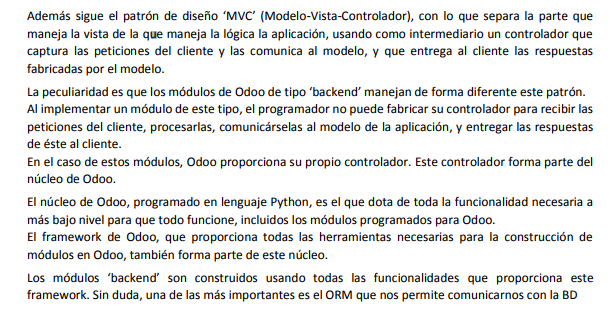 Además sigue el patrón de diseño ‘MVC’ (Modelo-Vista-Controlador), con lo que separa la parte que
maneja la vista de la que maneja la lógica la aplicación, usando como intermediario un controlador que
captura las peticiones del cliente y las comunica al modelo, y que entrega al cliente las respuestas
fabricadas por el modelo.
La peculiaridad es que los módulos de Odoo de tipo ‘backend’ manejan de forma diferente este patrón.
Al implementar un módulo de este tipo, el programador no puede fabricar su controlador para recibir las
peticiones del cliente, procesarlas, comunicárselas al modelo de la aplicación, y entregar las respuestas
de éste al cliente.
En el caso de estos módulos, Odoo proporciona su propio controlador. Este controlador forma parte del
núcleo de Odoo.
El núcleo de Odoo, programado en lenguaje Python, es el que dota de toda la funcionalidad necesaria a
más bajo nivel para que todo funcione, incluidos los módulos programados para Odoo.
El framework de Odoo, que proporciona todas las herramientas necesarias para la construcción de
módulos en Odoo, también forma parte de este núcleo.
Los módulos ‘backend’ son construidos usando todas las funcionalidades que proporciona este
framework. Sin duda, una de las más importantes es el ORM que nos permite comunicarnos con la BD